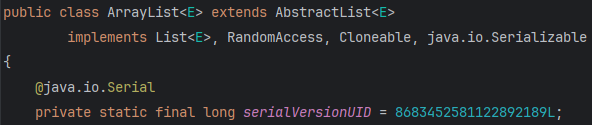 public class ArrayList<E> extends AbstractList<E>
implements List<E>, RandomAccess, Cloneable, java.io.Serializable
{
@java.io.Serial
private static final long serialVersionUID = 8683452581122892189L;